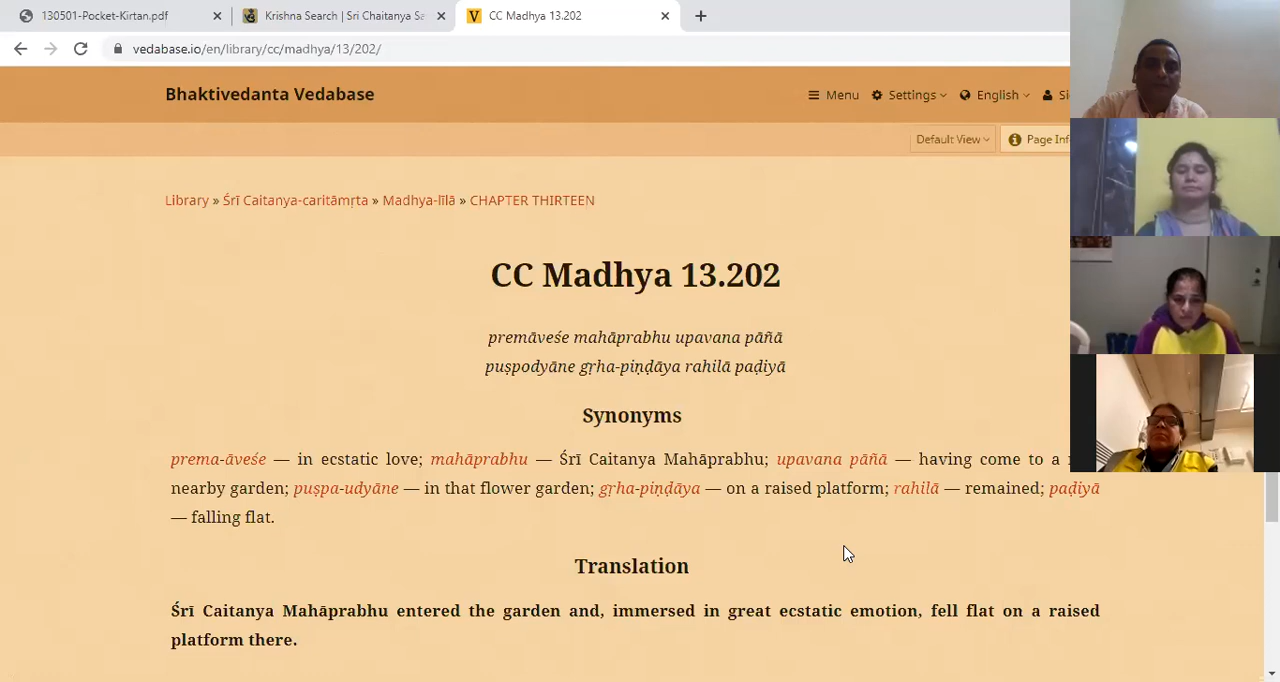 130501-Pocket-Kirtan.pdf
Krishna Search | Sri Chaitanya Sa
CC Madhya 13.202
vedabase.io/en/library/cc/madhya/13/202/
Bhaktivedanta Vedabase
Menu Settings English
Default View Page Inf
Library » Śrī Caitanya-caritāmṛta » Madhya-līlā » CHAPTER THIRTEEN
CC Madhya 13.202
premāveśe mahāprabhu upavana pāñā
puṣpodyāne gṛha-piṇḍāya rahilā paḍiyā
Synonyms
prema-āveśe — in ecstatic love; mahāprabhu — Śrī Caitanya Mahāprabhu; upavana pāñā — having come to a
nearby garden; puṣpa-udyāne — in that flower garden; gṛha-piṇḍāya — on a raised platform; rahilā — remained; paḍiyā
— falling flat.
Translation
Śrī Caitanya Mahāprabhu entered the garden and, immersed in great ecstatic emotion, fell flat on a raised
platform there.